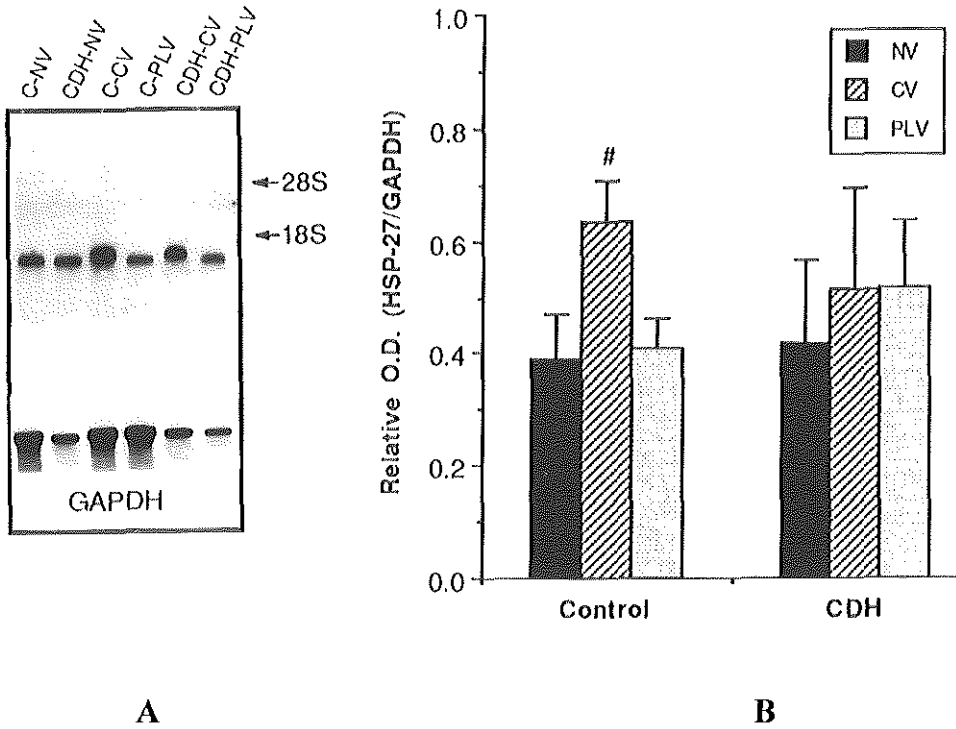 C-NV
CDH-NV
C-CV
C-PLV
CDH-CV
CDH-PLV
28S
18S
GAPDH
A
Relative O.D. (HSP-27/GAPDH)
1.0
0.8
0.6
0.4
0.2
0.0
#
NV
CV
PLV
Control
CDH
B